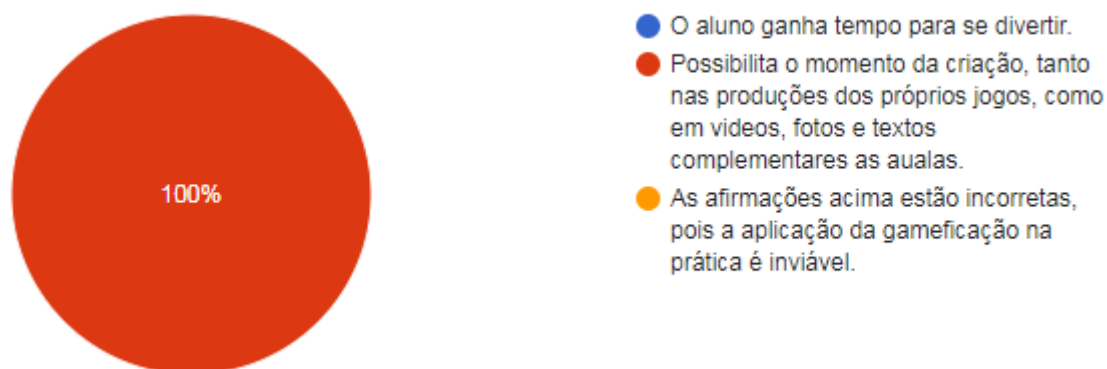 100%
O aluno ganha tempo para se divertir.
Possibilita o momento da criação, tanto
nas produções dos próprios jogos, como
em videos, fotos e textos
complementares as aualas.
As afirmações acima estão incorretas,
pois a aplicação da gameficação na
prática é inviável.